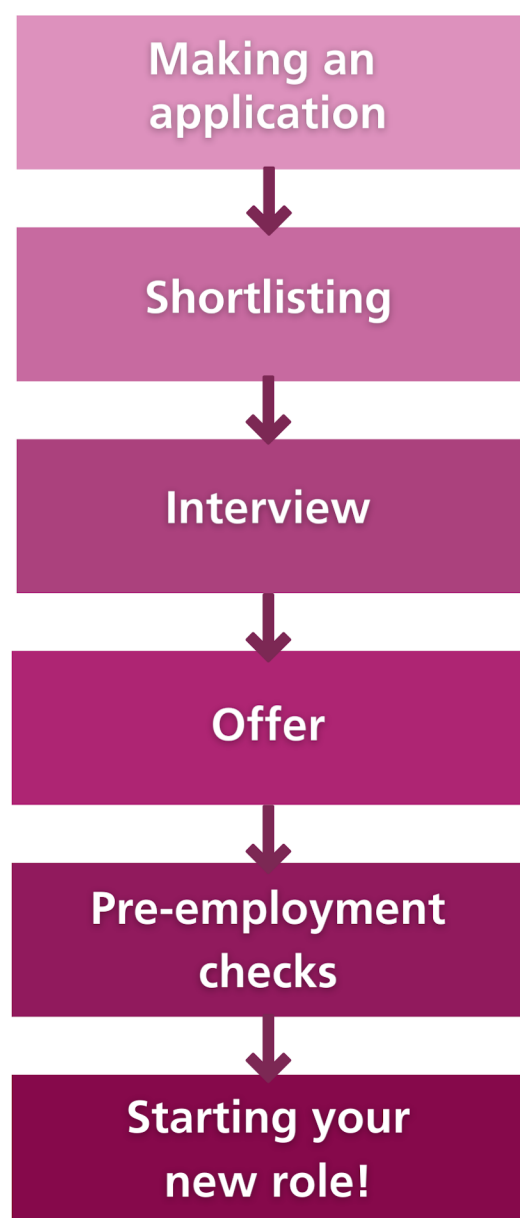 Making an
application
Shortlisting
Interview
Offer
Pre-employment
checks
Starting your
new role!